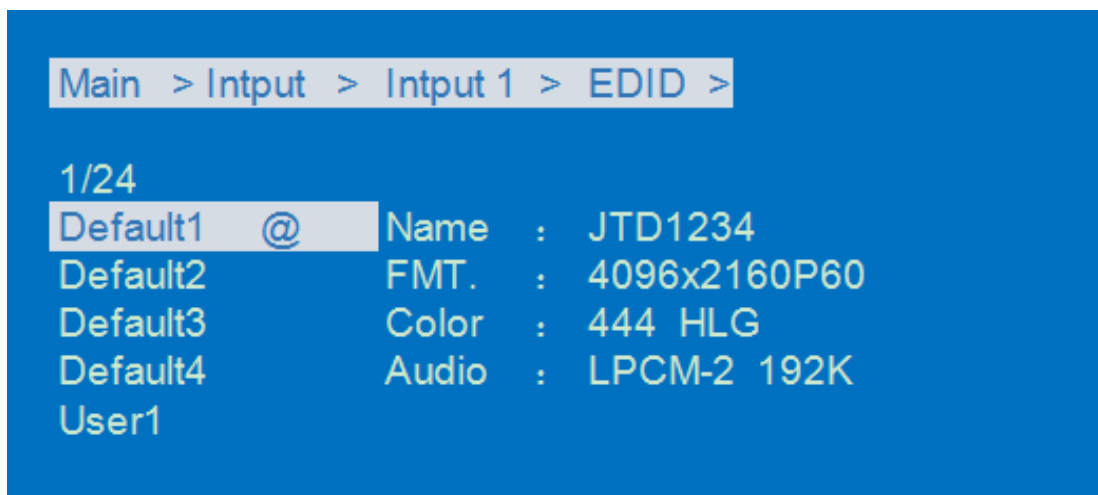 Main > Intput > Intput 1 > EDID >
1/24
Default1 @ Name : JTD1234
Default2 FMT. : 4096x2160P60
Default3 Color : 444 HLG
Default4 Audio : LPCM-2 192K
User1